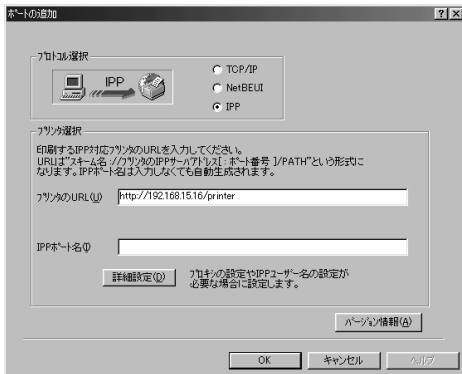 ﾎﾟｰﾄの追加
ﾌﾟﾛﾄｺﾙ選択
IPP
TCP/IP
NetBEUI
IPP
ﾌﾟﾘﾝﾀ選択
印刷するIPP対応ﾌﾟﾘﾝﾀのURLを入力してください。
URLは"ｽｷｰﾑ名://ﾌﾟﾘﾝﾀのIPPｻｰﾊﾞｱﾄﾞﾚｽ[:ﾎﾟｰﾄ番号]/PATH"という形式に
なります。IPPﾎﾟｰﾄ名は入力しなくても自動生成されます。
ﾌﾟﾘﾝﾀのURL(U)
http://192.168.15.16/printer
IPPﾎﾟｰﾄ名(I)
詳細設定(D)
ﾌﾟﾛｷｼの設定やIPPﾕｰｻﾞｰ名の設定が
必要な場合に設定します。
ﾊﾞｰｼﾞｮﾝ情報(A)
OK
ｷｬﾝｾﾙ
ﾍﾙﾌﾟ